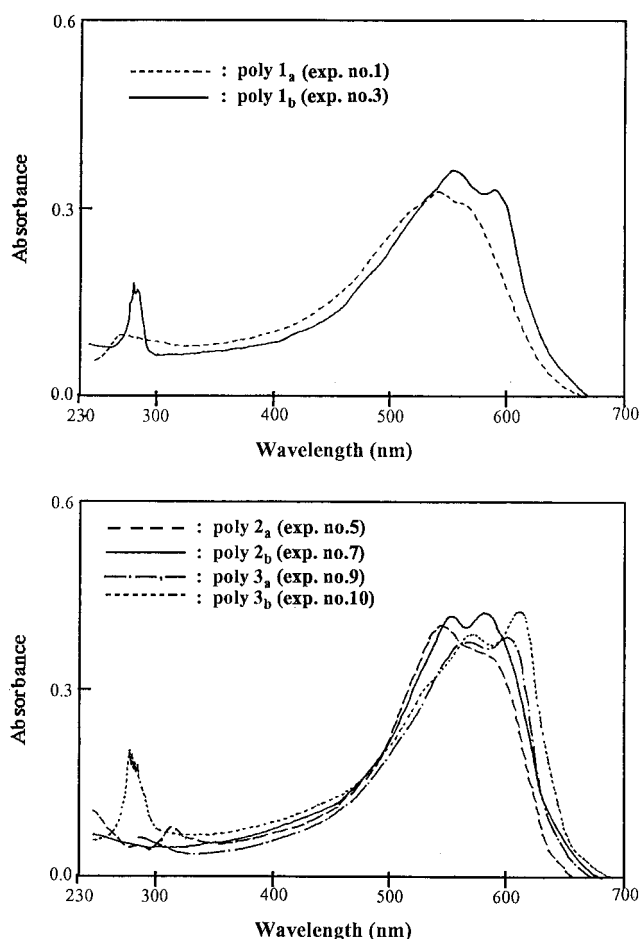 0.6
: poly 1a (exp. no.1)
: poly 1b (exp. no.3)
Absorbance
0.3
0.0
230 300 400 500 600 700
Wavelength (nm)
0.6
: poly 2a (exp. no.5)
: poly 2b (exp. no.7)
: poly 3a (exp. no.9)
: poly 3b (exp. no.10)
Absorbance
0.3
0.0
230 300 400 500 600 700
Wavelength (nm)